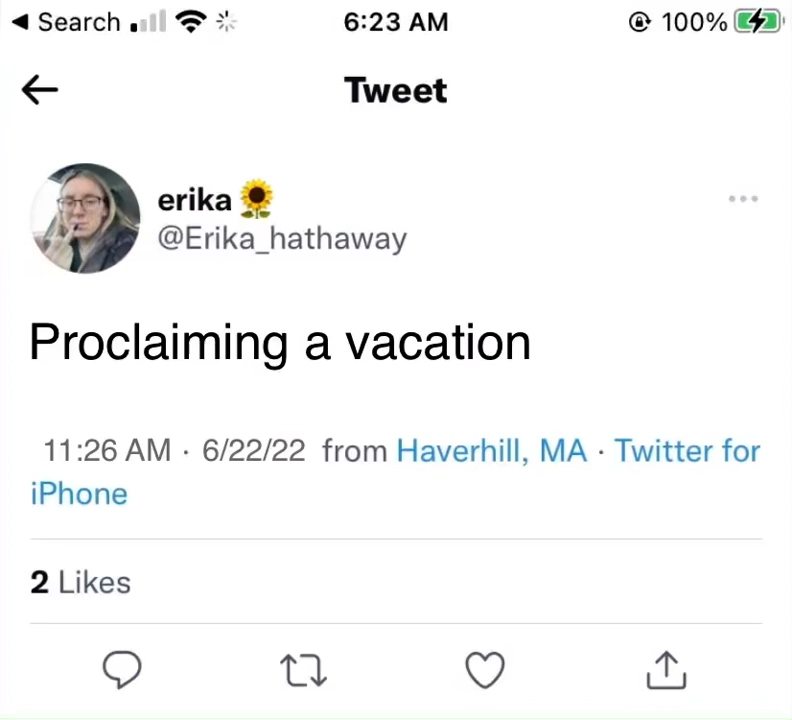 ◀ Search 6:23 AM 100%
Tweet
erika🌻
@Erika_hathaway
Proclaiming a vacation
11:26 AM · 6/22/22 from Haverhill, MA · Twitter for
iPhone
2 Likes